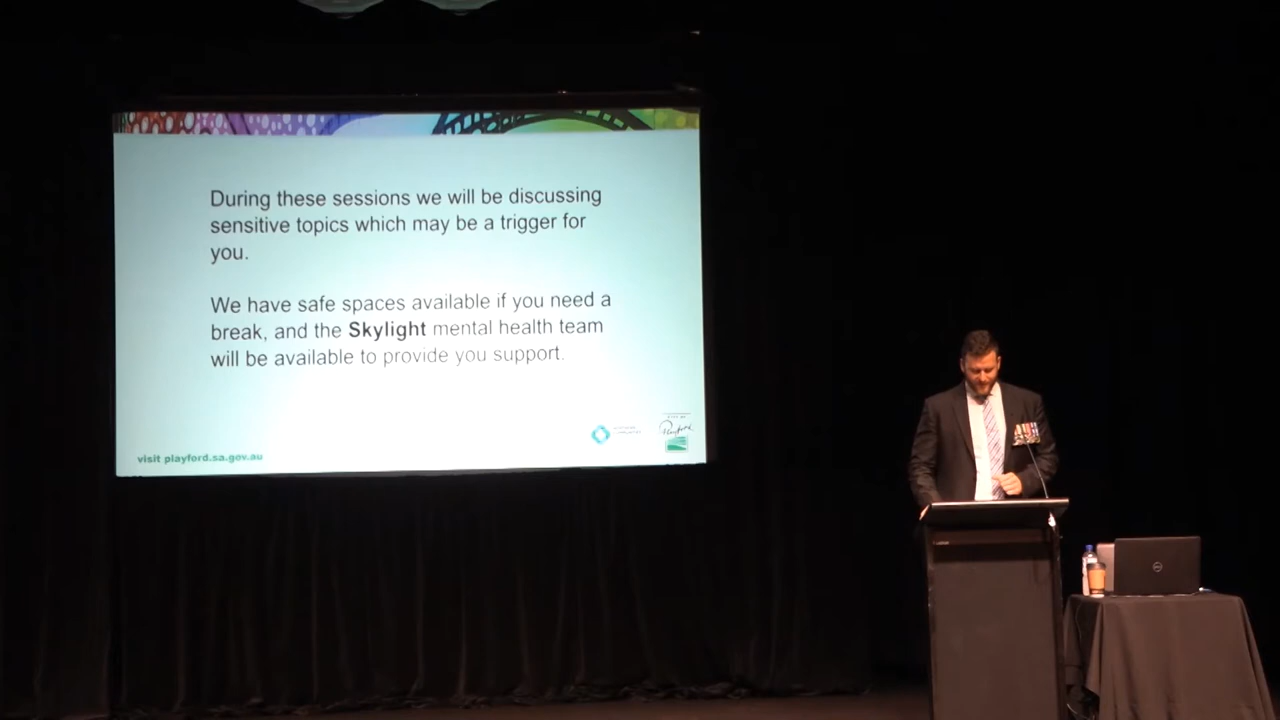 During these sessions we will be discussing
sensitive topics which may be a trigger for
you.
We have safe spaces available if you need a
break, and the Skylight mental health team
will be available to provide you support.
Playford
visit playford.sa.gov.au
DELL